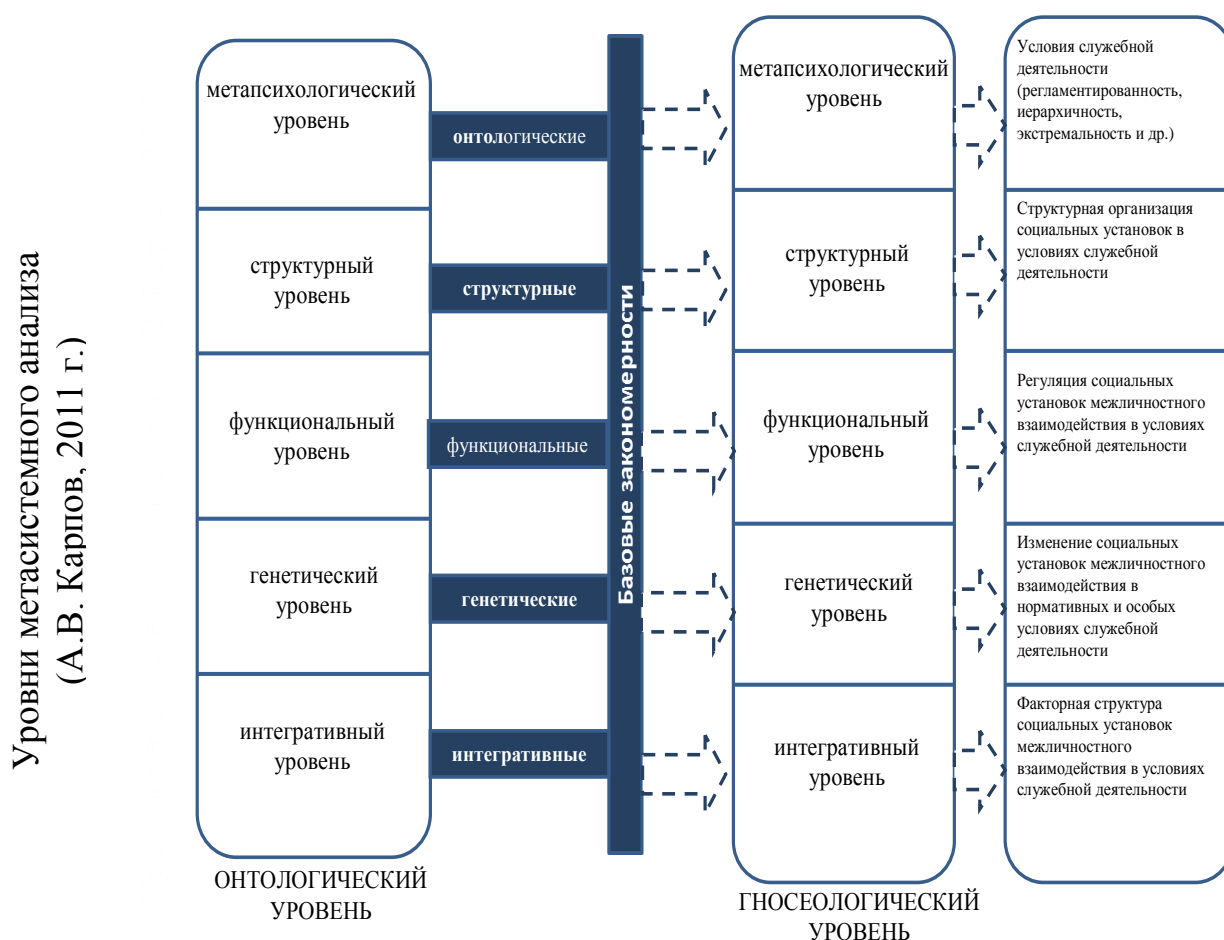 Уровни метасистемного анализа
(А.В. Карпов, 2011 г.)
метапсихологический
уровень
структурный
уровень
функциональный
уровень
генетический
уровень
интегративный
уровень
ОНТОЛОГИЧЕСКИЙ
УРОВЕНЬ
онтологические
структурные
функциональные
генетические
интегративные
Базовые закономерности
метапсихологический
уровень
структурный
уровень
функциональный
уровень
генетический
уровень
интегративный
уровень
ГНОСЕОЛОГИЧЕСКИЙ
УРОВЕНЬ
Условия служебной
деятельности
(регламентированность,
иерархичность,
экстремальность и др.)
Структурная организация
социальных установок в
условиях служебной
деятельности
Регуляция социальных
установок межличностного
взаимодействия в условиях
служебной деятельности
Изменение социальных
установок межличностного
взаимодействия в
нормативных и особых
условиях служебной
деятельности
Факторная структура
социальных установок
межличностного
взаимодействия в условиях
служебной деятельности